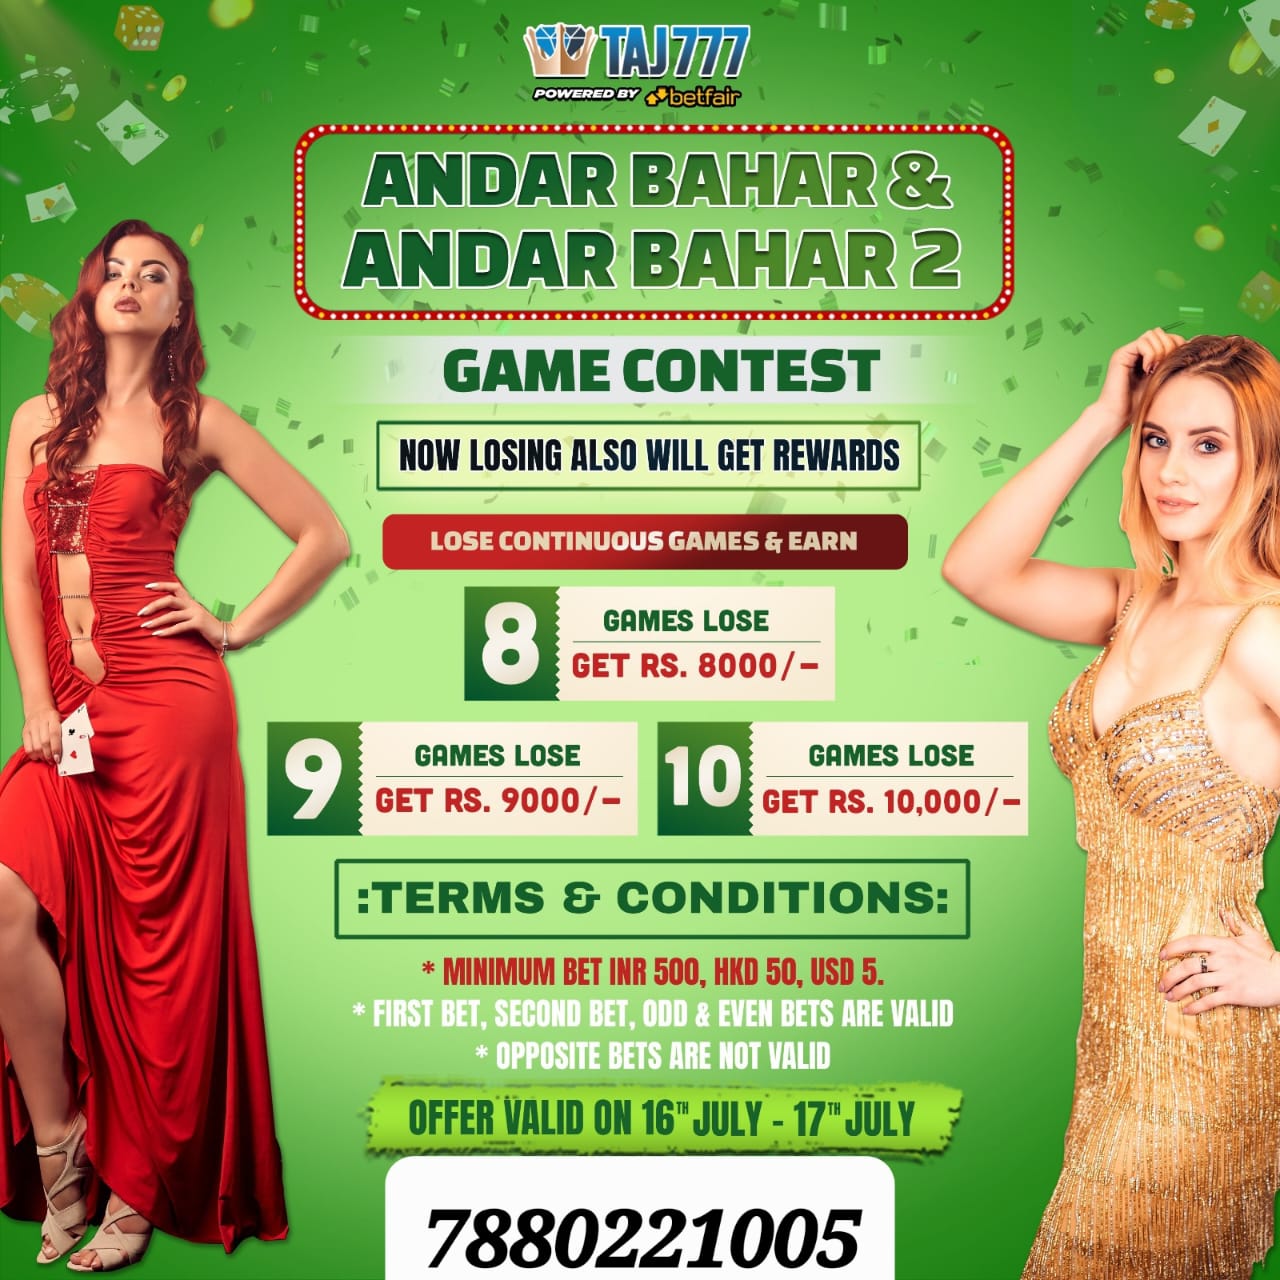 TAJ777
POWERED BY betfair
ANDAR BAHAR &
ANDAR BAHAR 2
GAME CONTEST
NOW LOSING ALSO WILL GET REWARDS
LOSE CONTINUOUS GAMES & EARN
8
GAMES LOSE
GET RS. 8000/-
9
GAMES LOSE
GET RS. 9000/-
10
GAMES LOSE
GET RS. 10,000/-
:TERMS & CONDITIONS:
* MINIMUM BET INR 500, HKD 50, USD 5.
* FIRST BET, SECOND BET, ODD & EVEN BETS ARE VALID
* OPPOSITE BETS ARE NOT VALID
OFFER VALID ON 16TH JULY - 17TH JULY
7880221005